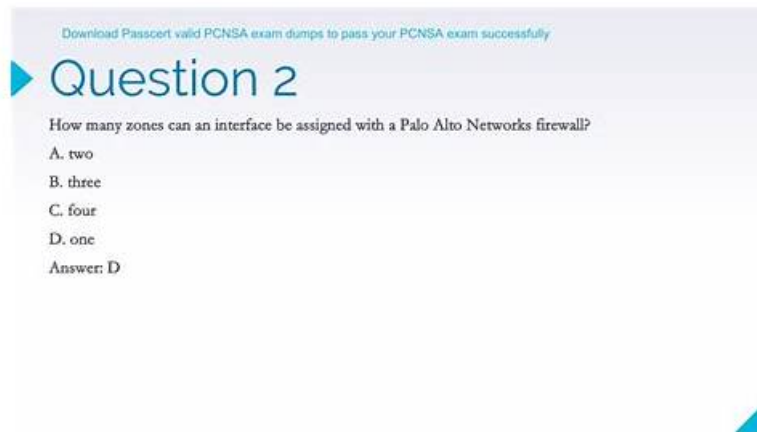 Download Passcert valid PCNSA exam dumps to pass your PCNSA exam successfully
Question 2
How many zones can an interface be assigned with a Palo Alto Networks firewall?
A. two
B. three
C. four
D. one
Answer: D